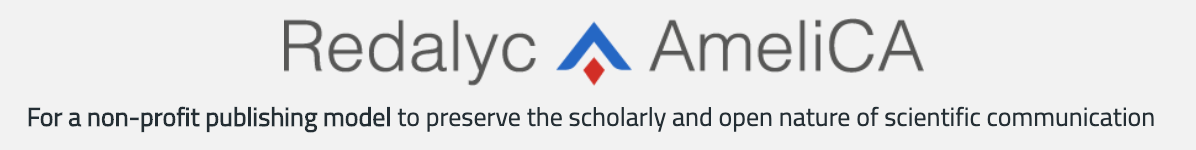 Redalyc AmeliCA
For a non-profit publishing model to preserve the scholarly and open nature of scientific communication